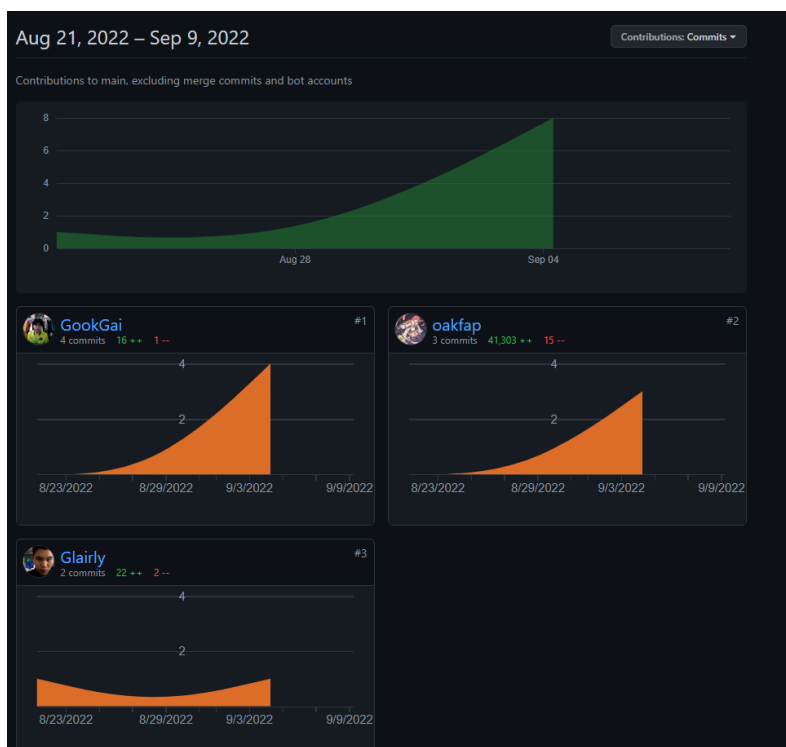 Aug 21, 2022 – Sep 9, 2022
Contributions: Commits
Contributions to main, excluding merge commits and bot accounts
8
6
4
2
0
Aug 28 Sep 04
GookGai #1
4 commits 16 ++ 1 --
4
2
8/23/2022 8/29/2022 9/3/2022 9/9/2022
oakfap #2
3 commits 41,303 ++ 15 --
4
2
8/23/2022 8/29/2022 9/3/2022 9/9/2022
Glairly #3
2 commits 22 ++ 2 --
4
2
8/23/2022 8/29/2022 9/3/2022 9/9/2022